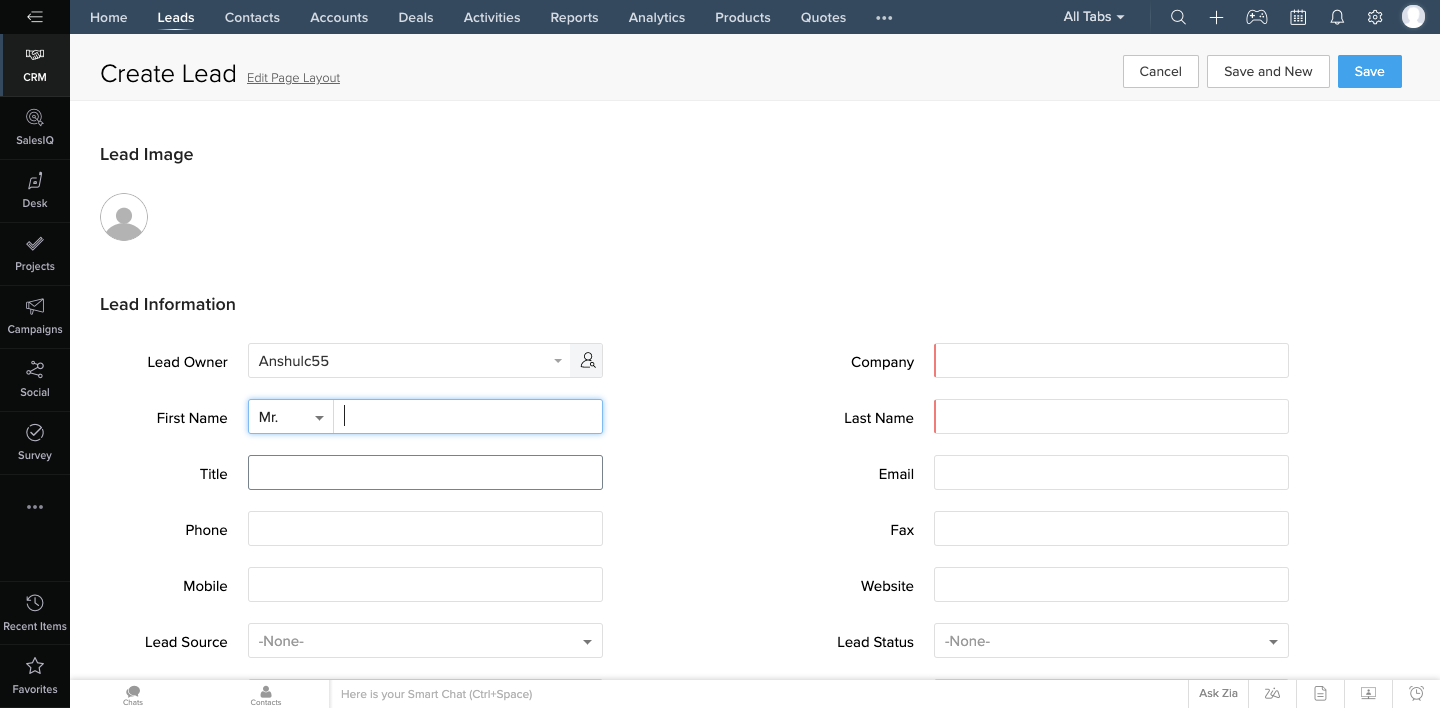 Home Leads Contacts Accounts Deals Activities Reports Analytics Products Quotes ••• All Tabs
CRM
SalesIQ
Desk
Projects
Campaigns
Social
Survey
•••
Recent Items
Favorites
Create Lead Edit Page Layout Cancel Save and New Save
Lead Image
Lead Information
Lead Owner Anshulc55 Company
First Name Mr. Last Name
Title Email
Phone Fax
Mobile Website
Lead Source -None- Lead Status -None-
Chats Contacts Here is your Smart Chat (Ctrl+Space) Ask Zia